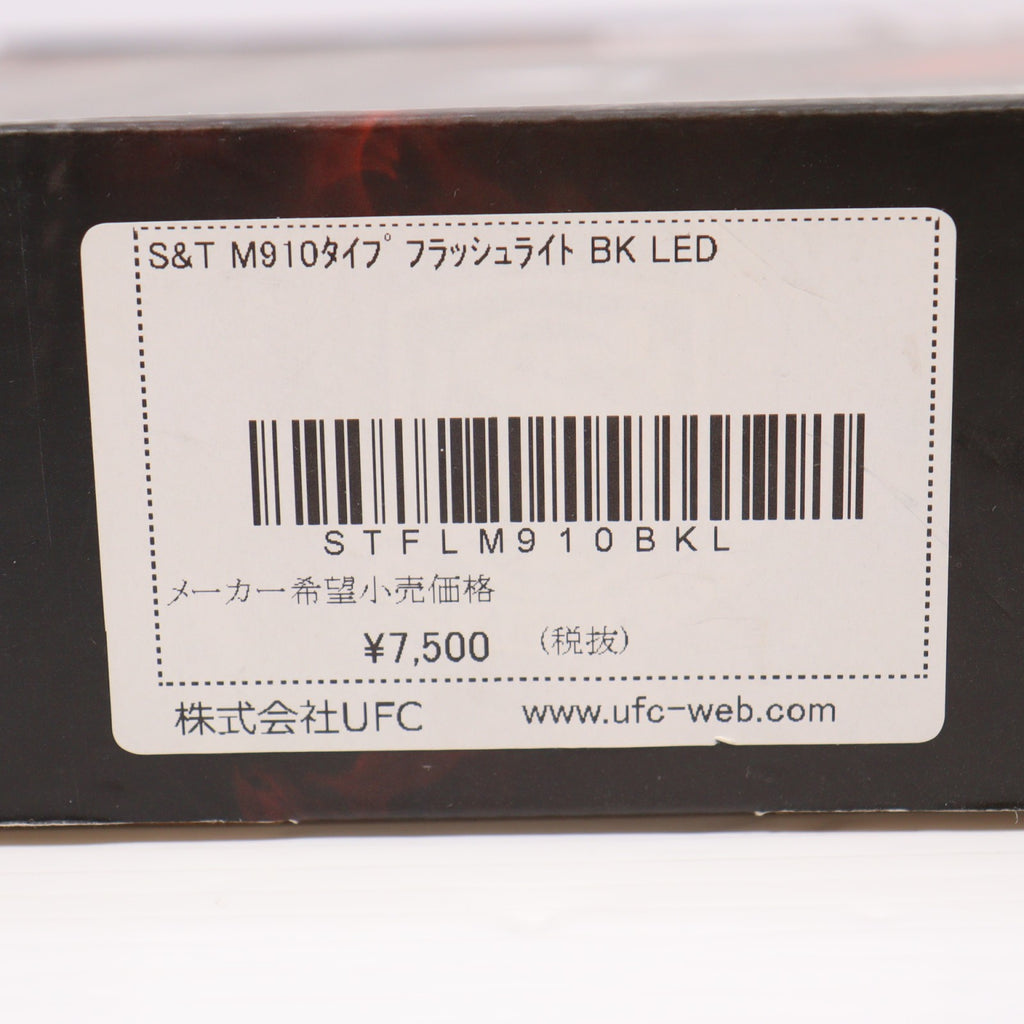 S&T M910ﾀｲﾌﾟ ﾌﾗｯｼｭﾗｲﾄ BK LED
STFLM910BKL
メーカー希望小売価格
¥7,500 (税抜)
株式会社UFC www.ufc-web.com